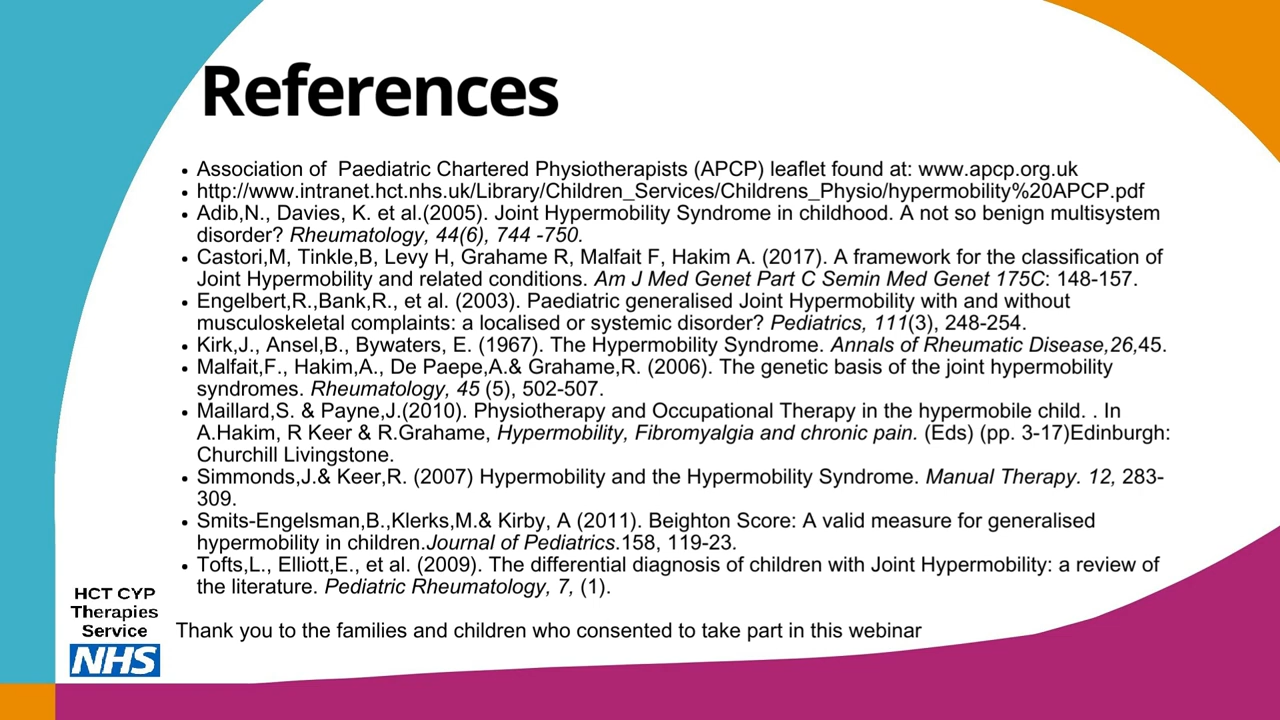 References
• Association of  Paediatric Chartered Physiotherapists (APCP) leaflet found at: www.apcp.org.uk
• http://www.intranet.hct.nhs.uk/Library/Children_Services/Childrens_Physio/hypermobility%20APCP.pdf
• Adib,N., Davies, K. et al.(2005). Joint Hypermobility Syndrome in childhood. A not so benign multisystem
disorder? Rheumatology, 44(6), 744 -750.
• Castori,M, Tinkle,B, Levy H, Grahame R, Malfait F, Hakim A. (2017). A framework for the classification of
Joint Hypermobility and related conditions. Am J Med Genet Part C Semin Med Genet 175C: 148-157.
• Engelbert,R.,Bank,R., et al. (2003). Paediatric generalised Joint Hypermobility with and without
musculoskeletal complaints: a localised or systemic disorder? Pediatrics, 111(3), 248-254.
• Kirk,J., Ansel,B., Bywaters, E. (1967). The Hypermobility Syndrome. Annals of Rheumatic Disease,26,45.
• Malfait,F., Hakim,A., De Paepe,A.& Grahame,R. (2006). The genetic basis of the joint hypermobility
syndromes. Rheumatology, 45 (5), 502-507.
• Maillard,S. & Payne,J.(2010). Physiotherapy and Occupational Therapy in the hypermobile child. . In
A.Hakim, R Keer & R.Grahame, Hypermobility, Fibromyalgia and chronic pain. (Eds) (pp. 3-17)Edinburgh:
Churchill Livingstone.
• Simmonds,J.& Keer,R. (2007) Hypermobility and the Hypermobility Syndrome. Manual Therapy. 12, 283-
309.
• Smits-Engelsman,B.,Klerks,M.& Kirby, A (2011). Beighton Score: A valid measure for generalised
hypermobility in children.Journal of Pediatrics.158, 119-23.
• Tofts,L., Elliott,E., et al. (2009). The differential diagnosis of children with Joint Hypermobility: a review of
the literature. Pediatric Rheumatology, 7, (1).
Thank you to the families and children who consented to take part in this webinar
HCT CYP
Therapies
Service
NHS